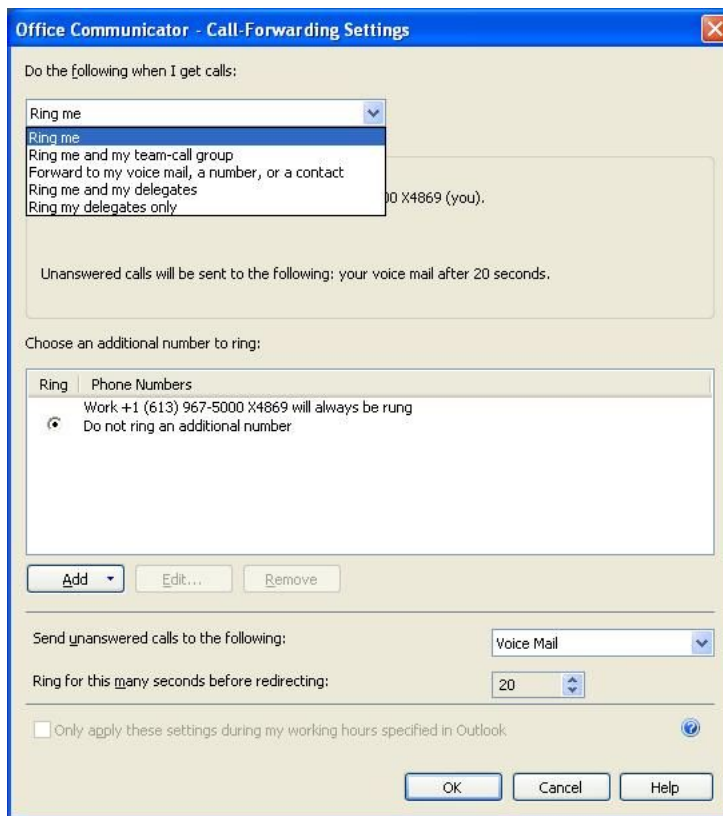 Office Communicator - Call-Forwarding Settings
Do the following when I get calls:
Ring me
Ring me
Ring me and my team-call group
Forward to my voice mail, a number, or a contact
Ring me and my delegates
Ring my delegates only
X4869 (you).
Unanswered calls will be sent to the following: your voice mail after 20 seconds.
Choose an additional number to ring:
Ring Phone Numbers
Work +1 (613) 967-5000 X4869 will always be rung
Do not ring an additional number
Add Edit... Remove
Send unanswered calls to the following: Voice Mail
Ring for this many seconds before redirecting: 20
Only apply these settings during my working hours specified in Outlook
OK Cancel Help